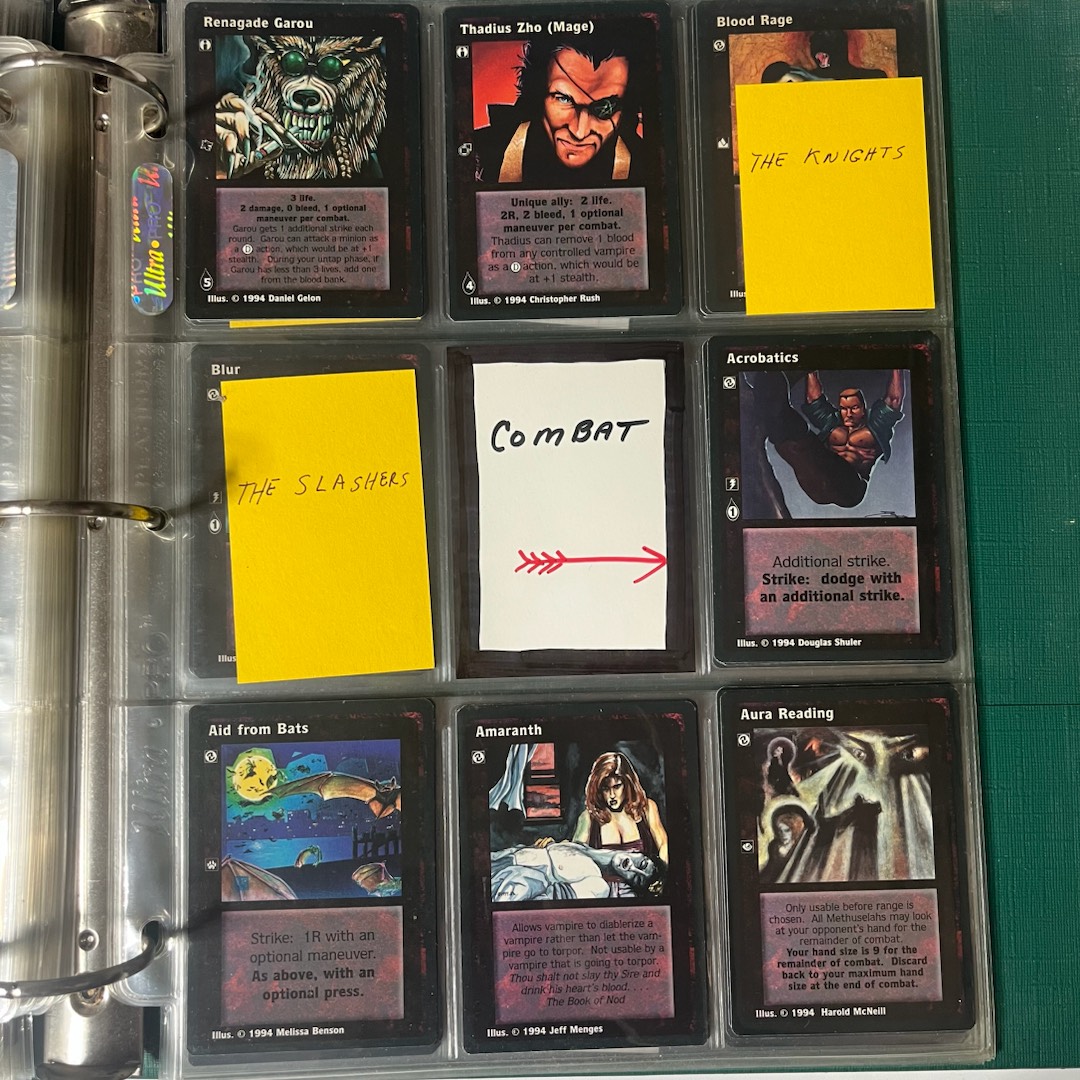 Renagade Garou
3 life.
2 damage, 0 bleed, 1 optional
maneuver per combat.
Garou gets 1 additional strike each
round. Garou can attack a minion as
a D action, which would be at +1
stealth. During your untap phase, if
Garou has less than 3 lives, add one
from the blood bank.
5
Illus. © 1994 Daniel Gelon
Thadius Zho (Mage)
Unique ally: 2 life.
2R, 2 bleed, 1 optional
maneuver per combat.
Thadius can remove 1 blood
from any controlled vampire
as a D action, which would be
at +1 stealth.
4
Illus. © 1994 Christopher Rush
Blood Rage
THE KNIGHTS
Illus
Ultra·PRO
Blur
THE SLASHERS
1
Illus
COMBAT
Acrobatics
1
Additional strike.
Strike: dodge with
an additional strike.
Illus. © 1994 Douglas Shuler
Aid from Bats
Strike: 1R with an
optional maneuver.
As above, with an
optional press.
Illus. © 1994 Melissa Benson
Amaranth
Allows vampire to diablerize a
vampire rather than let the vam-
pire go to torpor. Not usable by a
vampire that is going to torpor.
Thou shalt not slay thy Sire and
drink his heart's blood. . . .
The Book of Nod
Illus. © 1994 Jeff Menges
Aura Reading
Only usable before range is
chosen. All Methuselahs may look
at your opponent's hand for the
remainder of combat.
Your hand size is 9 for the
remainder of combat. Discard
back to your maximum hand
size at the end of combat.
Illus. © 1994 Harold McNeill